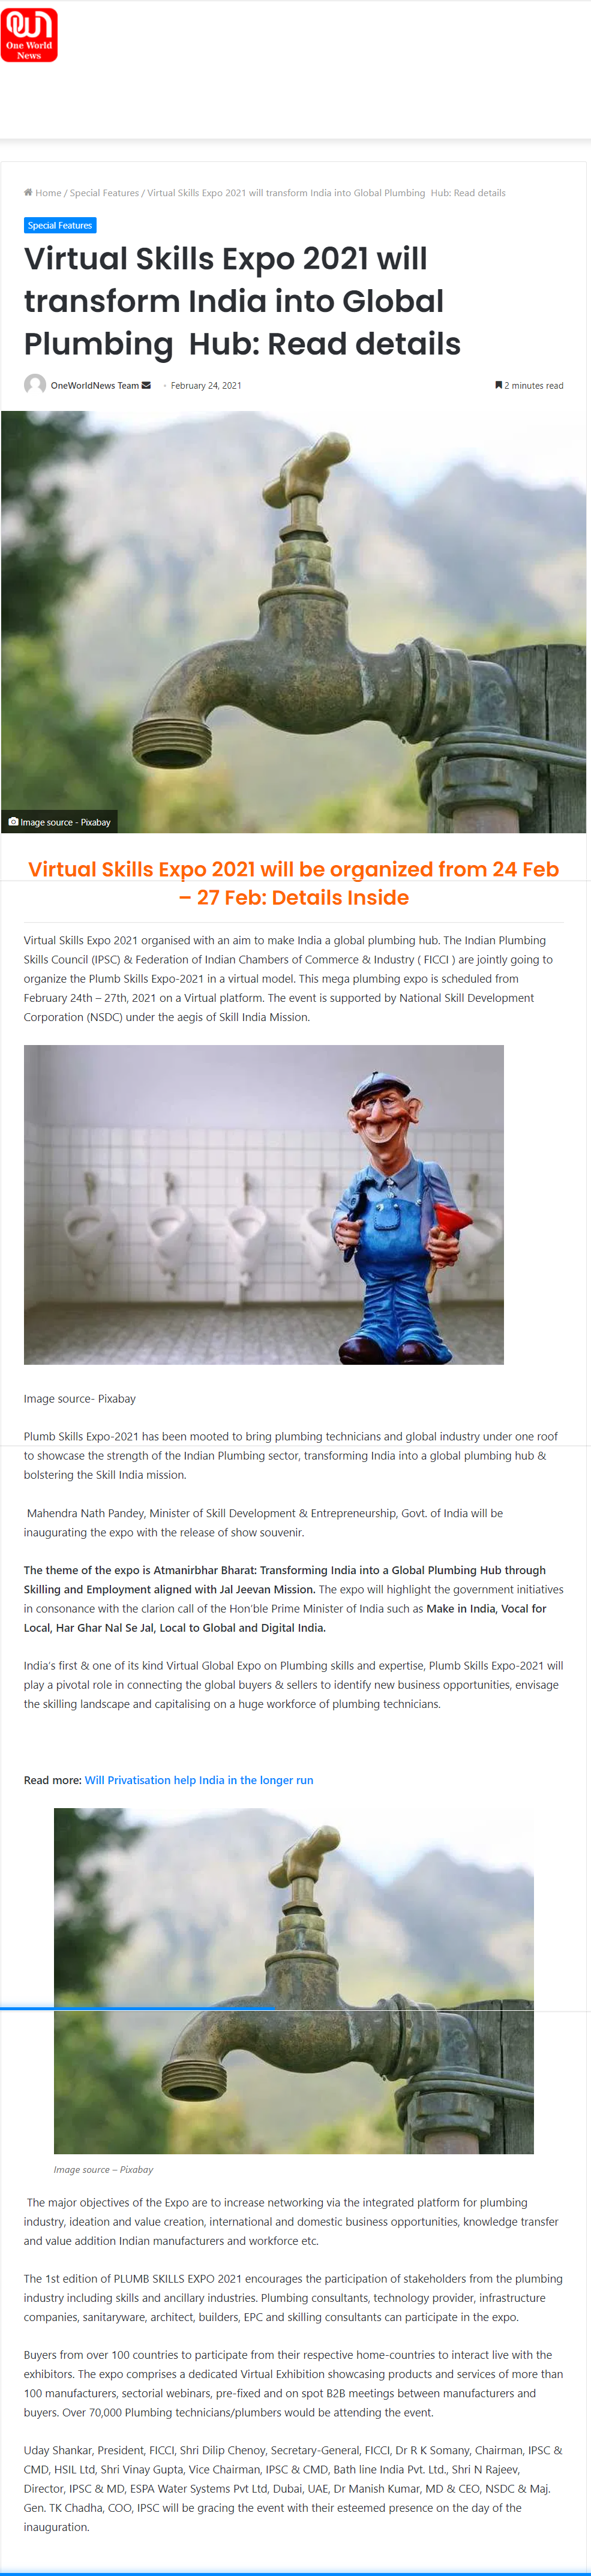 One World
News
Home / Special Features / Virtual Skills Expo 2021 will transform India into Global Plumbing  Hub: Read details
Special Features
Virtual Skills Expo 2021 will
transform India into Global
Plumbing  Hub: Read details
OneWorldNews Team · February 24, 2021 2 minutes read
Image source - Pixabay
Virtual Skills Expo 2021 will be organized from 24 Feb
– 27 Feb: Details Inside
Virtual Skills Expo 2021 organised with an aim to make India a global plumbing hub. The Indian Plumbing
Skills Council (IPSC) & Federation of Indian Chambers of Commerce & Industry ( FICCI ) are jointly going to
organize the Plumb Skills Expo-2021 in a virtual model. This mega plumbing expo is scheduled from
February 24th – 27th, 2021 on a Virtual platform. The event is supported by National Skill Development
Corporation (NSDC) under the aegis of Skill India Mission.
Image source- Pixabay
Plumb Skills Expo-2021 has been mooted to bring plumbing technicians and global industry under one roof
to showcase the strength of the Indian Plumbing sector, transforming India into a global plumbing hub &
bolstering the Skill India mission.
Mahendra Nath Pandey, Minister of Skill Development & Entrepreneurship, Govt. of India will be
inaugurating the expo with the release of show souvenir.
The theme of the expo is Atmanirbhar Bharat: Transforming India into a Global Plumbing Hub through
Skilling and Employment aligned with Jal Jeevan Mission. The expo will highlight the government initiatives
in consonance with the clarion call of the Hon'ble Prime Minister of India such as Make in India, Vocal for
Local, Har Ghar Nal Se Jal, Local to Global and Digital India.
India's first & one of its kind Virtual Global Expo on Plumbing skills and expertise, Plumb Skills Expo-2021 will
play a pivotal role in connecting the global buyers & sellers to identify new business opportunities, envisage
the skilling landscape and capitalising on a huge workforce of plumbing technicians.
Read more: Will Privatisation help India in the longer run
Image source – Pixabay
The major objectives of the Expo are to increase networking via the integrated platform for plumbing
industry, ideation and value creation, international and domestic business opportunities, knowledge transfer
and value addition Indian manufacturers and workforce etc.
The 1st edition of PLUMB SKILLS EXPO 2021 encourages the participation of stakeholders from the plumbing
industry including skills and ancillary industries. Plumbing consultants, technology provider, infrastructure
companies, sanitaryware, architect, builders, EPC and skilling consultants can participate in the expo.
Buyers from over 100 countries to participate from their respective home-countries to interact live with the
exhibitors. The expo comprises a dedicated Virtual Exhibition showcasing products and services of more than
100 manufacturers, sectorial webinars, pre-fixed and on spot B2B meetings between manufacturers and
buyers. Over 70,000 Plumbing technicians/plumbers would be attending the event.
Uday Shankar, President, FICCI, Shri Dilip Chenoy, Secretary-General, FICCI, Dr R K Somany, Chairman, IPSC &
CMD, HSIL Ltd, Shri Vinay Gupta, Vice Chairman, IPSC & CMD, Bath line India Pvt. Ltd., Shri N Rajeev,
Director, IPSC & MD, ESPA Water Systems Pvt Ltd, Dubai, UAE, Dr Manish Kumar, MD & CEO, NSDC & Maj.
Gen. TK Chadha, COO, IPSC will be gracing the event with their esteemed presence on the day of the
inauguration.